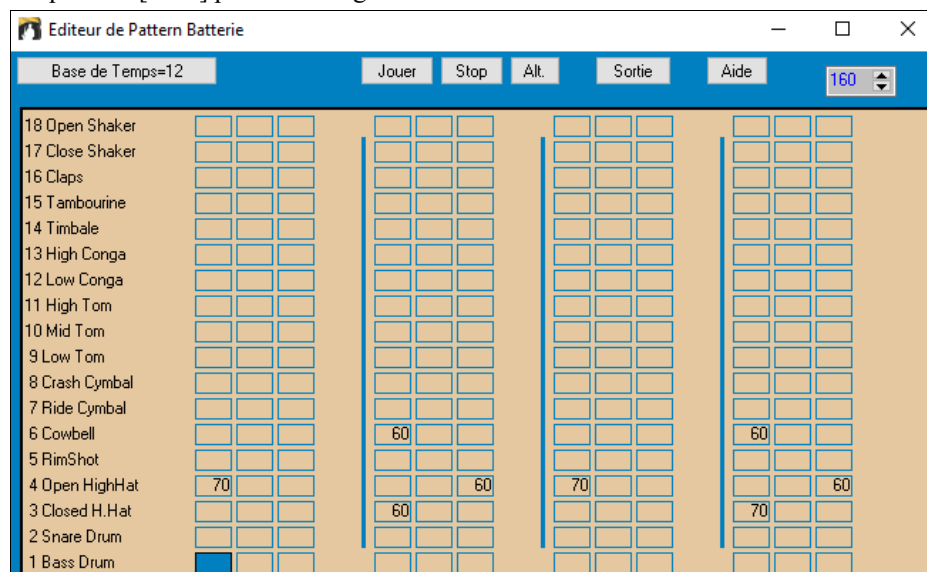 Editeur de Pattern Batterie
Base de Temps=12 Jouer Stop Alt. Sortie Aide 160
18 Open Shaker
17 Close Shaker
16 Claps
15 Tambourine
14 Timbale
13 High Conga
12 Low Conga
11 High Tom
10 Mid Tom
9 Low Tom
8 Crash Cymbal
7 Ride Cymbal
6 Cowbell 60 60
5 RimShot
4 Open HighHat 70 60 70 60
3 Closed H.Hat 60 70
2 Snare Drum
1 Bass Drum